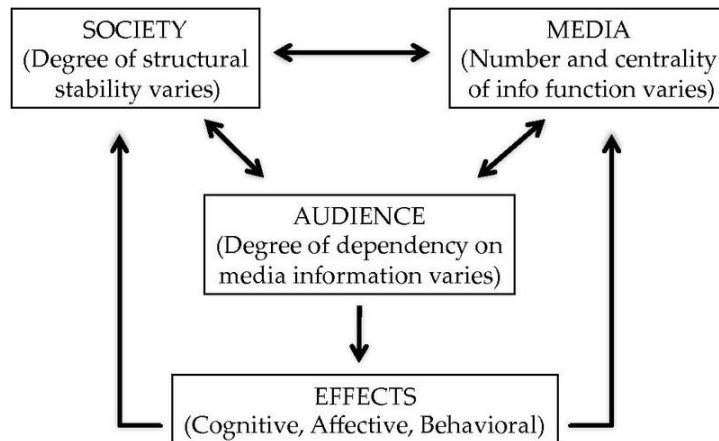 SOCIETY
(Degree of structural
stability varies)
MEDIA
(Number and centrality
of info function varies)
AUDIENCE
(Degree of dependency on
media information varies)
EFFECTS
(Cognitive, Affective, Behavioral)